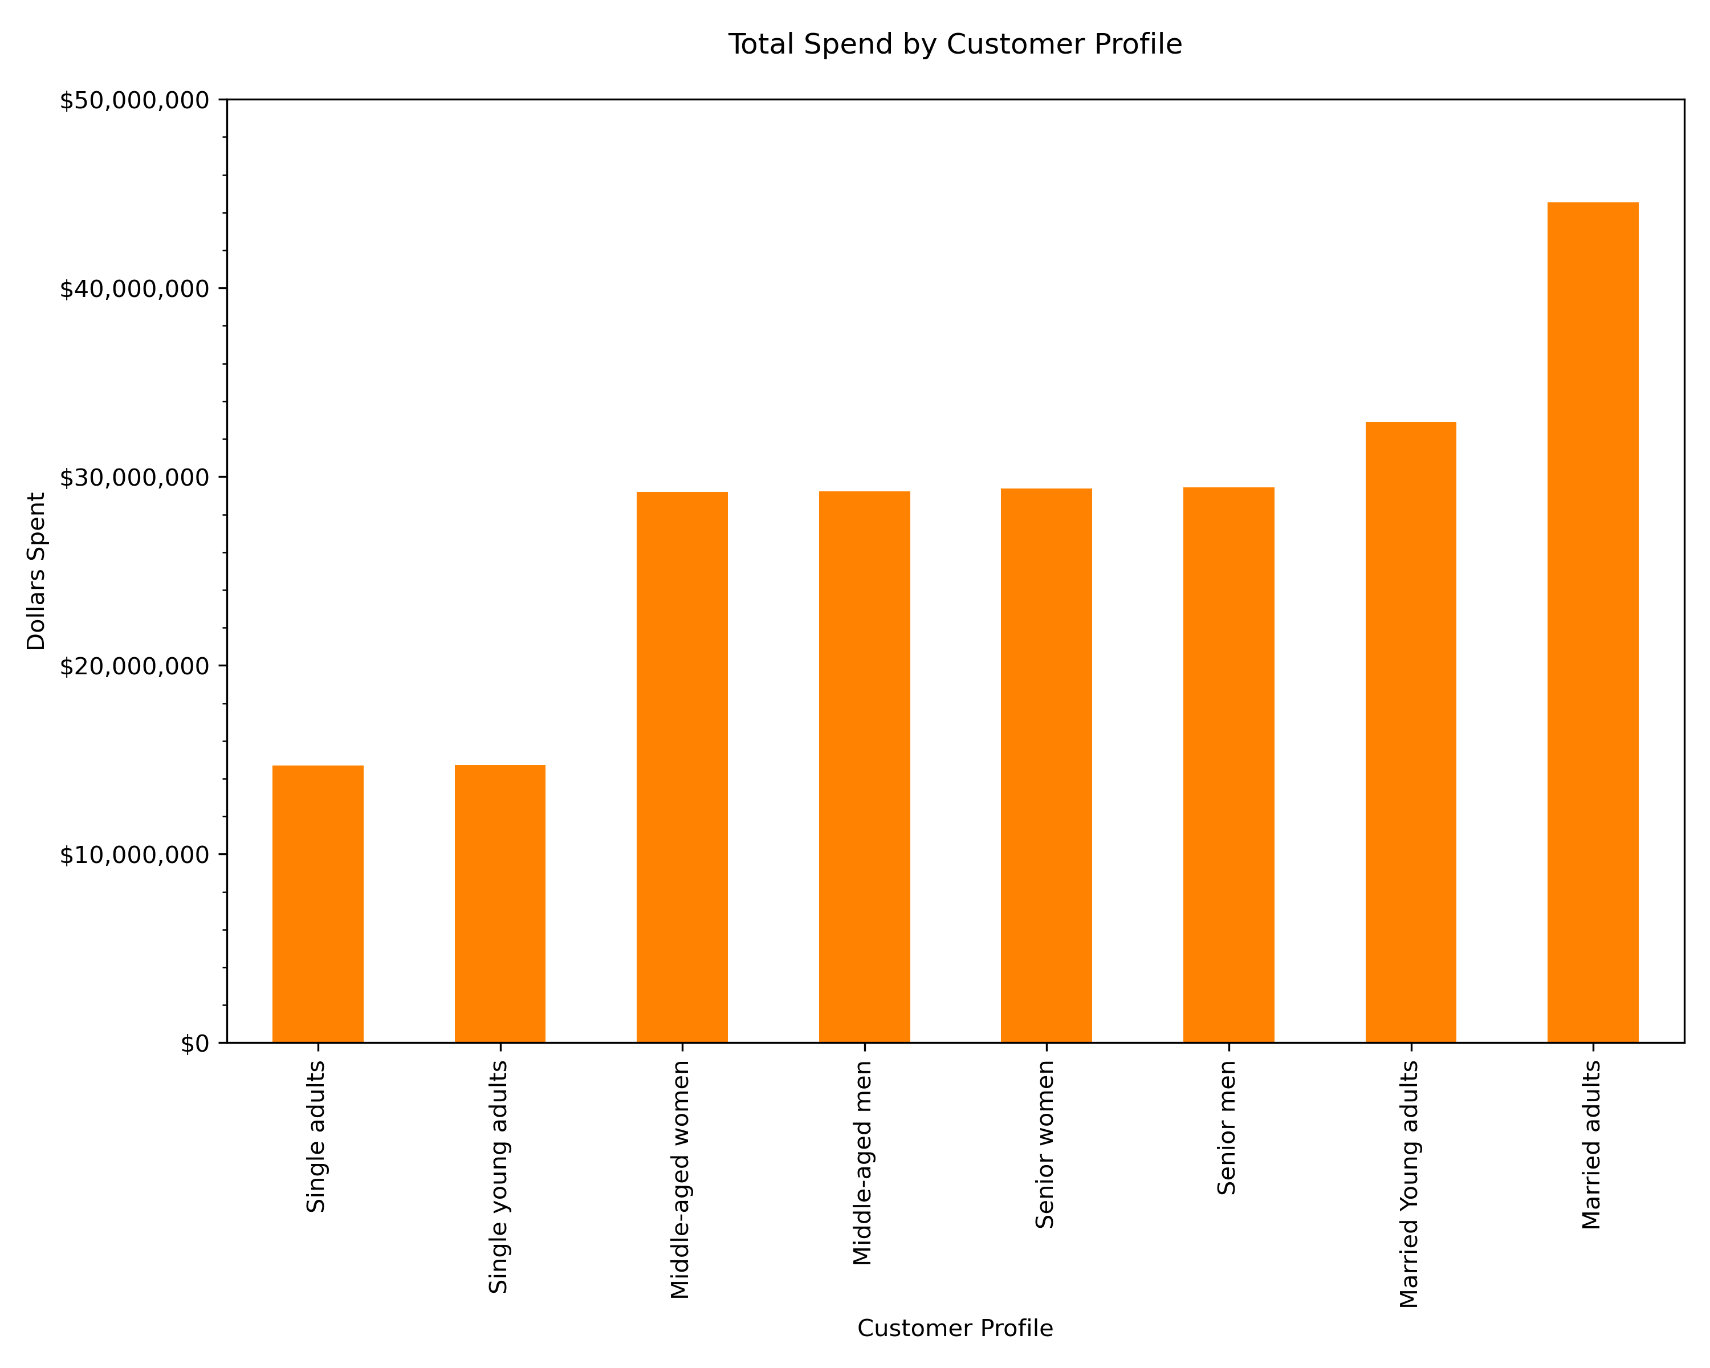 Total Spend by Customer Profile
$50,000,000
$40,000,000
$30,000,000
$20,000,000
$10,000,000
$0
Dollars Spent
Single adults
Single young adults
Middle-aged women
Middle-aged men
Senior women
Senior men
Married Young adults
Married adults
Customer Profile